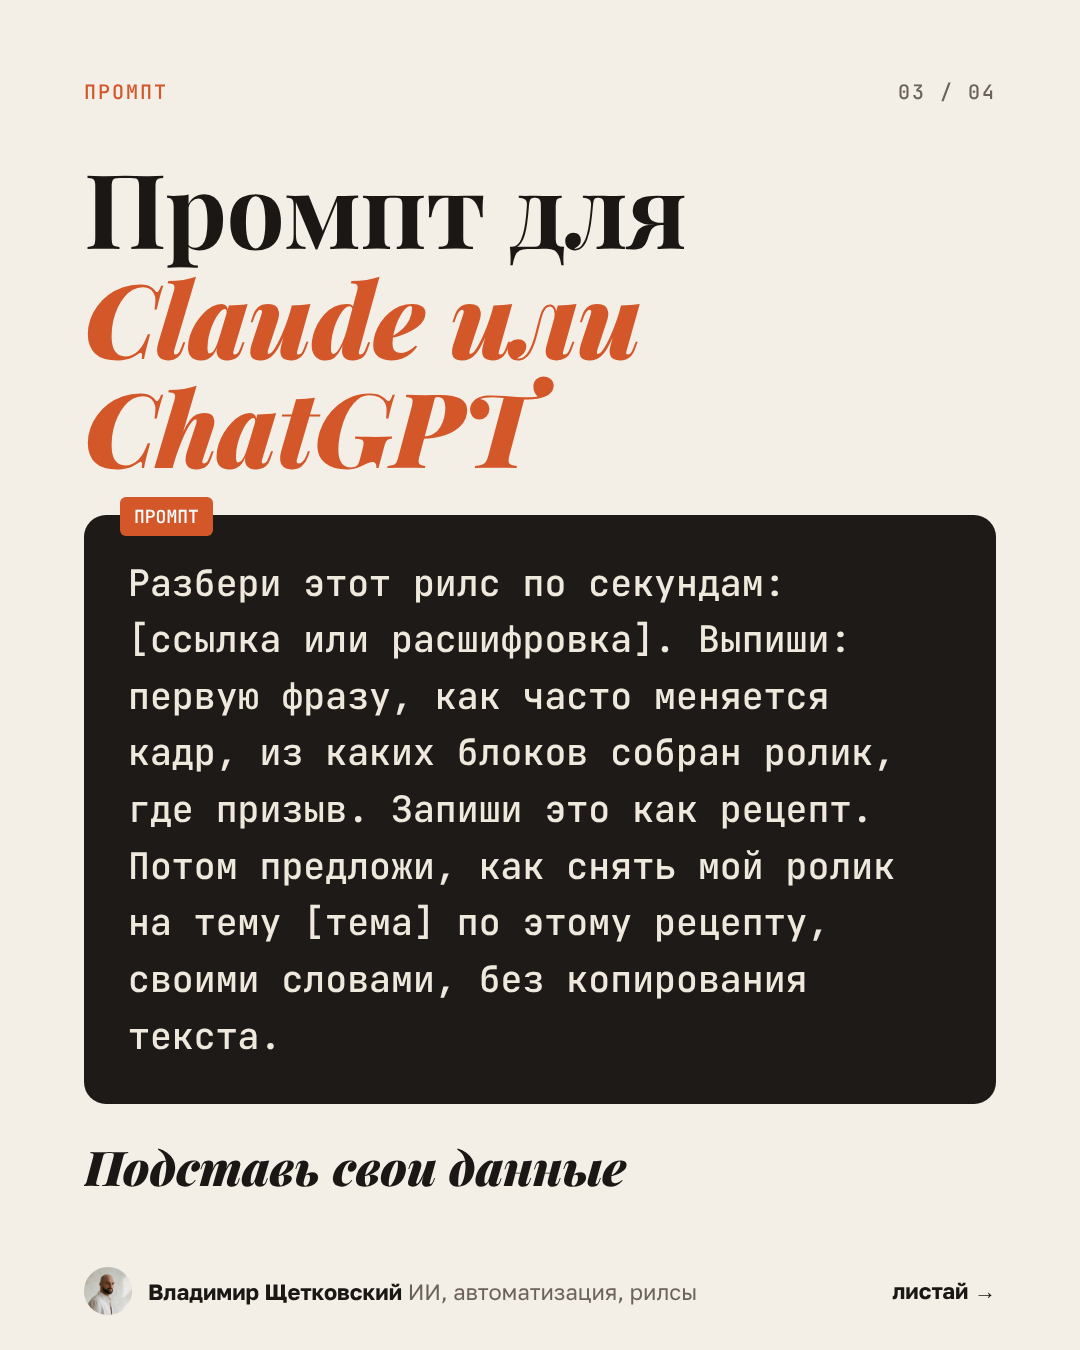 ПРОМПТ
03 / 04
Промпт для
Claude или
ChatGPT
ПРОМПТ
Разбери этот рилс по секундам:
[ссылка или расшифровка]. Выпиши:
первую фразу, как часто меняется
кадр, из каких блоков собран ролик,
где призыв. Запиши это как рецепт.
Потом предложи, как снять мой ролик
на тему [тема] по этому рецепту,
своими словами, без копирования
текста.
Подставь свои данные
Владимир Щетковский ИИ, автоматизация, рилсы
листай →